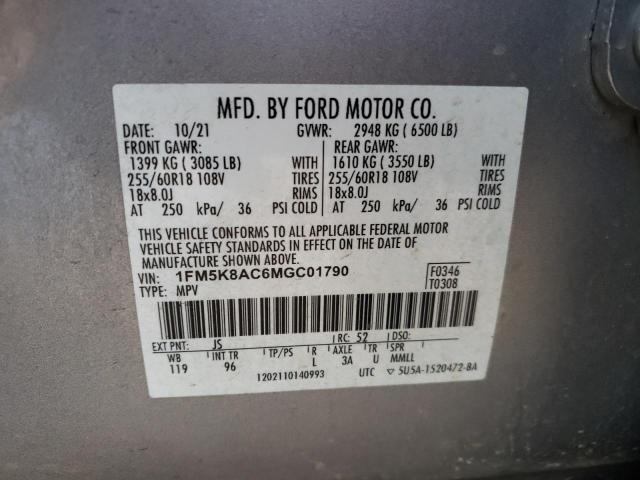 MFD. BY FORD MOTOR CO.
DATE: 10/21 GVWR: 2948 KG ( 6500 LB)
FRONT GAWR: REAR GAWR:
1399 KG ( 3085 LB) 1610 KG ( 3550 LB)
255/60R18 108V TIRES 255/60R18 108V TIRES
18x8.0J RIMS 18x8.0J RIMS
AT 250 kPa/ 36 PSI COLD AT 250 kPa/ 36 PSI COLD
THIS VEHICLE CONFORMS TO ALL APPLICABLE FEDERAL MOTOR
VEHICLE SAFETY STANDARDS IN EFFECT ON THE DATE OF
MANUFACTURE SHOWN ABOVE.
VIN: 1FM5K8AC6MGC01790 F0346
TYPE: MPV T0308
EXT PNT: JS RC: 52 DSO:
WB INT TR TP/PS R AXLE TR SPR
119 96 L 3A U MMLL
1202110140993 UTC ▽ 5U5A-1520472-BA